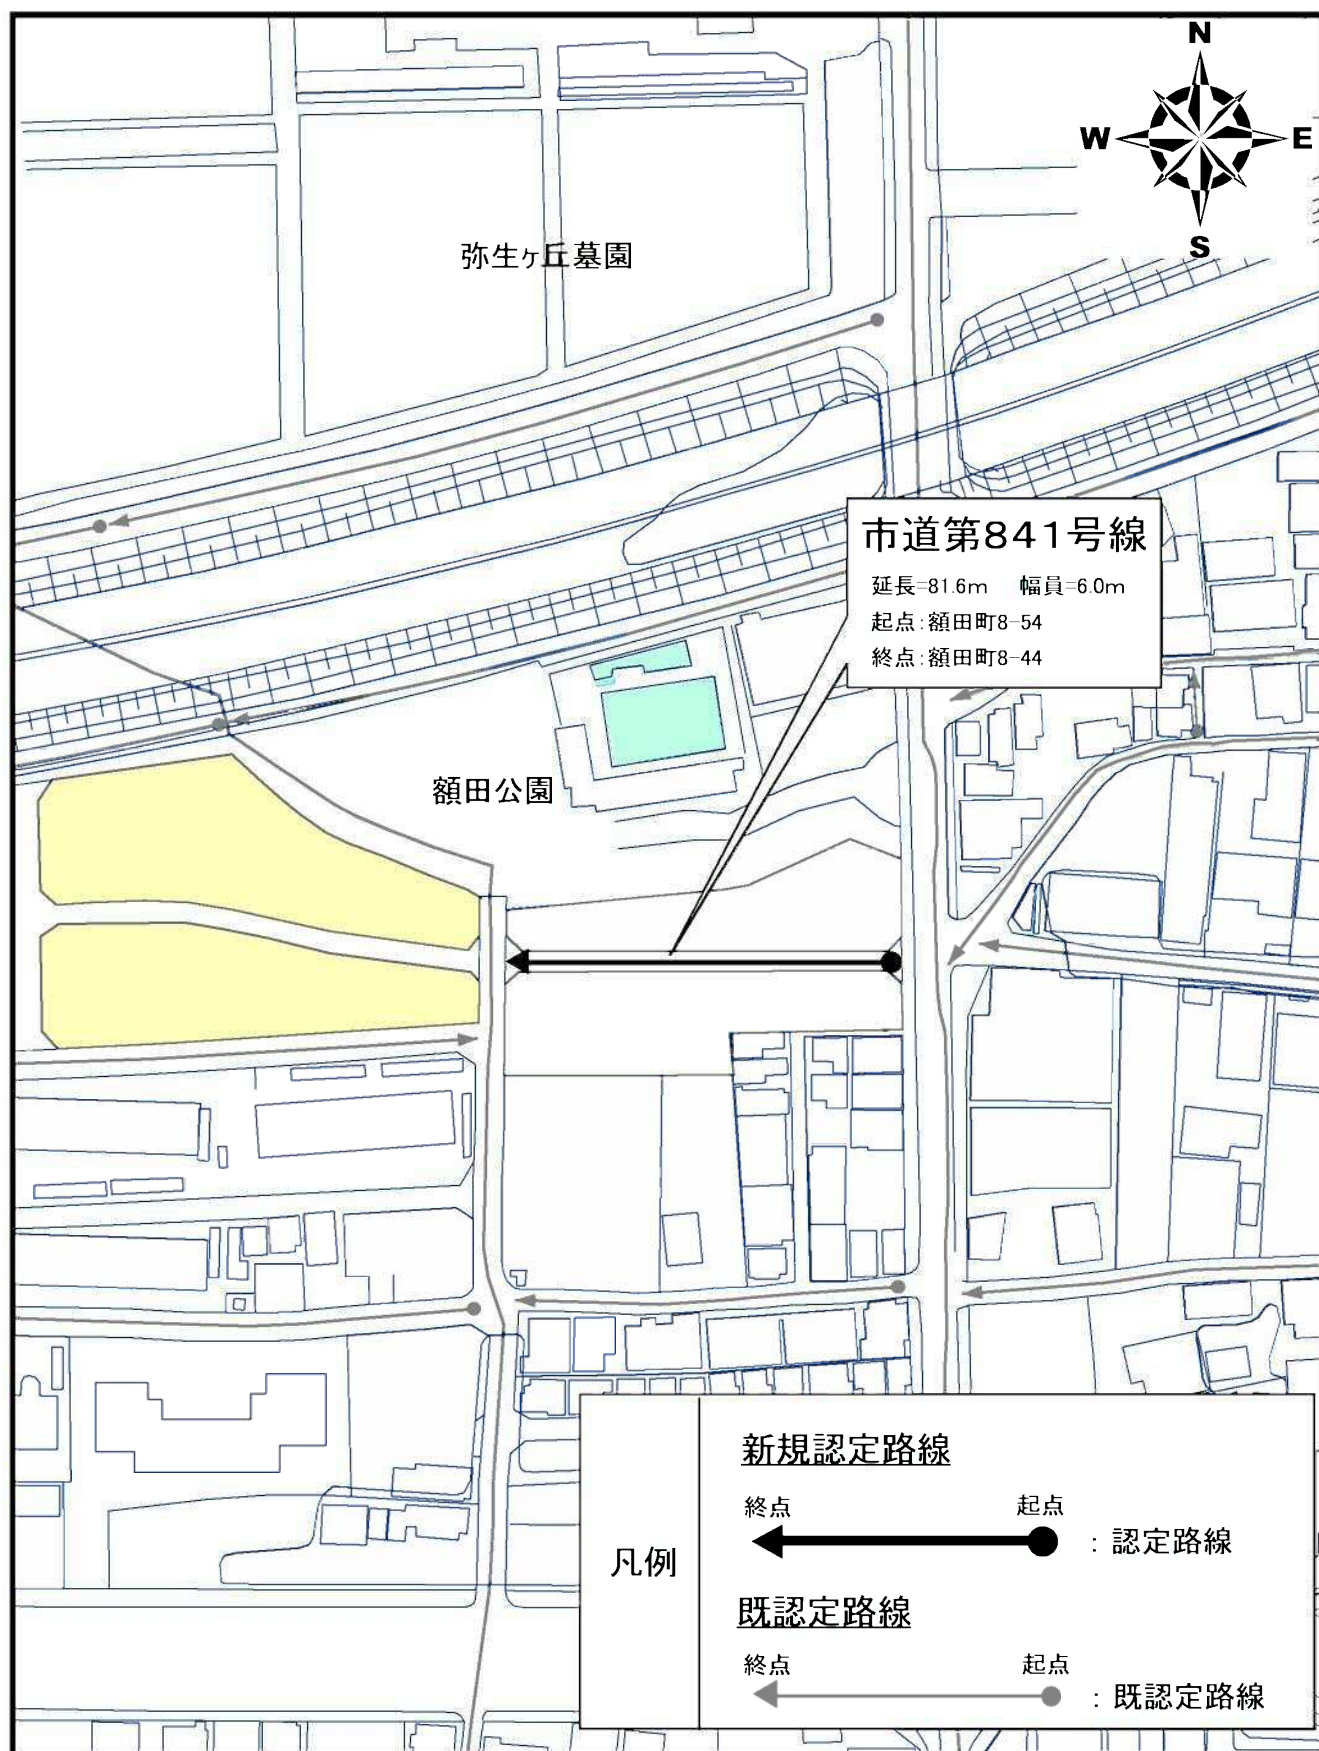 N
W
E
S
弥生ヶ丘墓園
市道第841号線
延長=81.6m 幅員=6.0m
起点:額田町8-54
終点:額田町8-44
額田公園
凡例
新規認定路線
終点 起点
:認定路線
既認定路線
終点 起点
:既認定路線